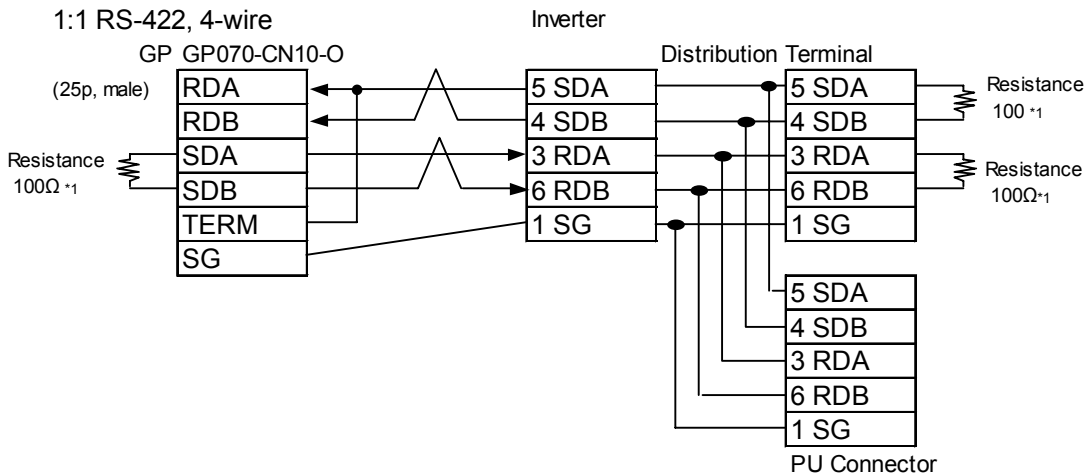 1:1 RS-422, 4-wire
Inverter
GP GP070-CN10-O
Distribution Terminal
(25p, male)
RDA
RDB
SDA
SDB
TERM
SG
Resistance
100Ω *1
5 SDA
4 SDB
3 RDA
6 RDB
1 SG
5 SDA
4 SDB
3 RDA
6 RDB
1 SG
Resistance
100 *1
Resistance
100Ω*1
5 SDA
4 SDB
3 RDA
6 RDB
1 SG
PU Connector